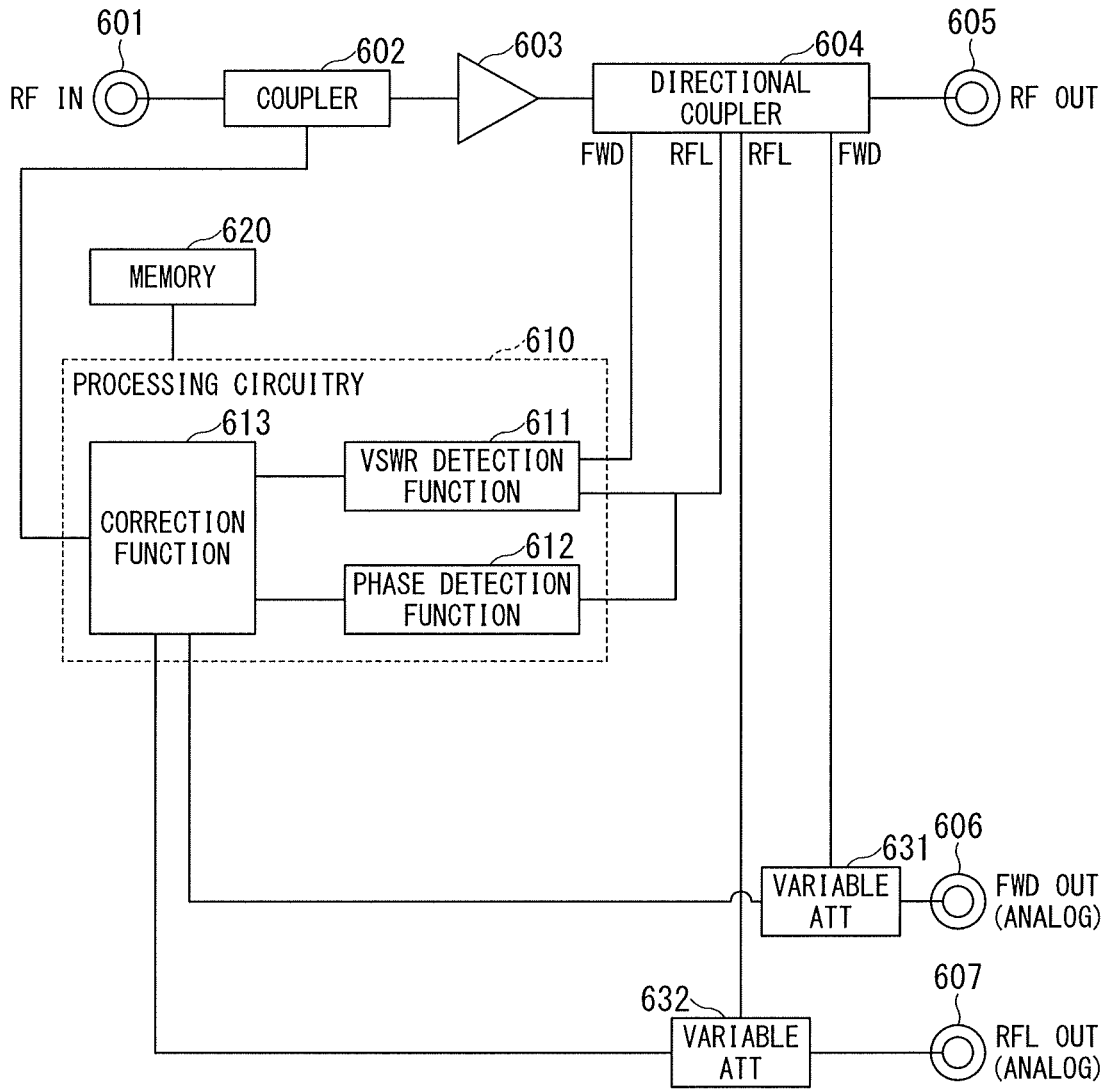 601
602
603
604
605
RF IN
COUPLER
DIRECTIONAL
COUPLER
RF OUT
FWD
RFL
RFL
FWD
620
MEMORY
610
PROCESSING CIRCUITRY
613
611
CORRECTION
FUNCTION
VSWR DETECTION
FUNCTION
612
PHASE DETECTION
FUNCTION
631
606
VARIABLE
ATT
FWD OUT
(ANALOG)
632
607
VARIABLE
ATT
RFL OUT
(ANALOG)